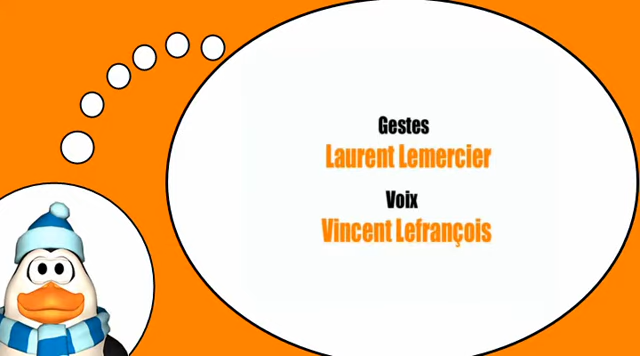 Gestes
Laurent Lemercier
Voix
Vincent Lefrançois